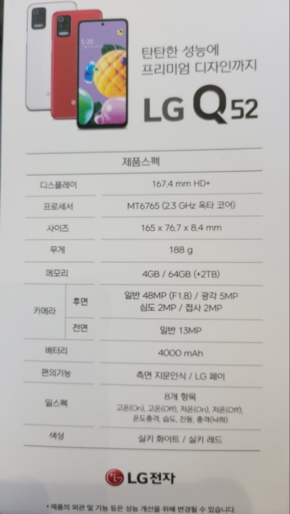 탄탄한 성능에
프리미엄 디자인까지
LG Q52
제품스펙
디스플레이 167.4 mm HD+
프로세서 MT6765 (2.3 GHz 옥타 코어)
사이즈 165 x 76.7 x 8.4 mm
무게 188 g
메모리 4GB / 64GB (+2TB)
카메라 후면 일반 48MP (F1.8) / 광각 5MP
심도 2MP / 접사 2MP
전면 일반 13MP
배터리 4000 mAh
편의기능 측면 지문인식 / LG 페이
밀스펙 8개 항목
고온(On), 고온(Off), 저온(On), 저온(Off),
온도충격, 습도, 진동, 충격(낙하)
색상 실키 화이트 / 실키 레드
LG전자
• 제품의 외관 및 기능 등은 성능 개선을 위해 변경될 수 있습니다.